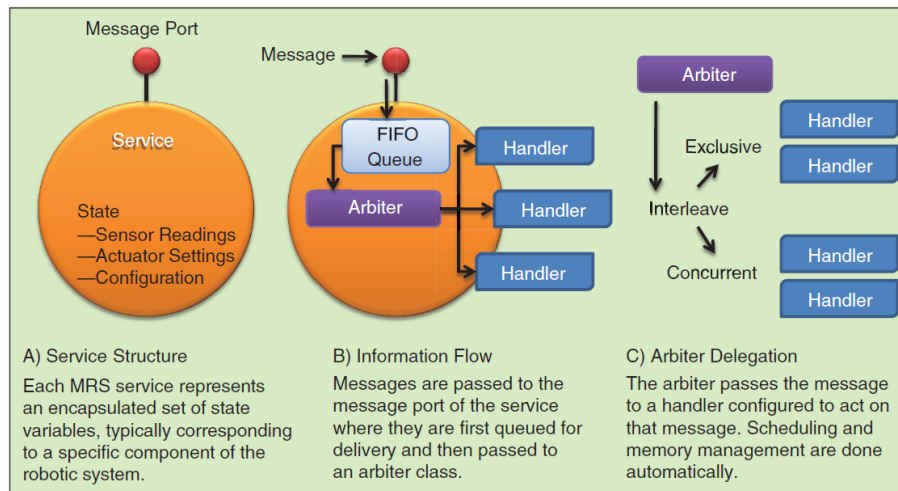 Message Port
Service
State
—Sensor Readings
—Actuator Settings
—Configuration
A) Service Structure
Each MRS service represents
an encapsulated set of state
variables, typically corresponding
to a specific component of the
robotic system.
Message
FIFO
Queue
Arbiter
Handler
Handler
Handler
B) Information Flow
Messages are passed to the
message port of the service
where they are first queued for
delivery and then passed to
an arbiter class.
Arbiter
Exclusive
Interleave
Concurrent
Handler
Handler
Handler
Handler
C) Arbiter Delegation
The arbiter passes the message
to a handler configured to act on
that message. Scheduling and
memory management are done
automatically.